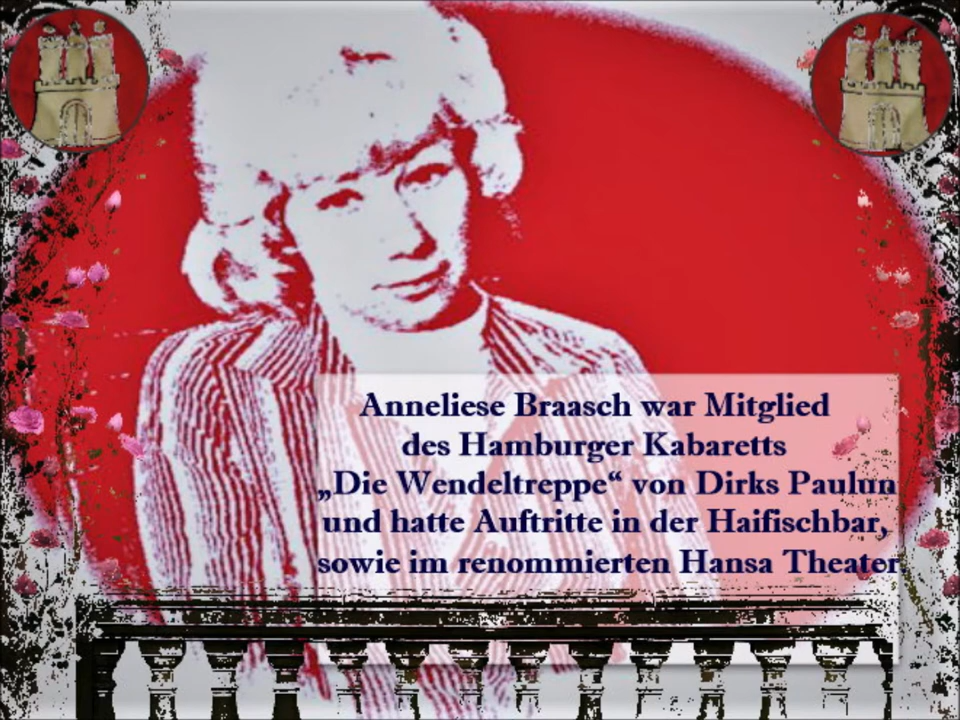 Anneliese Braasch war Mitglied
des Hamburger Kabaretts
„Die Wendeltreppe“ von Dirks Paulun
und hatte Auftritte in der Haifischbar,
sowie im renommierten Hansa Theater